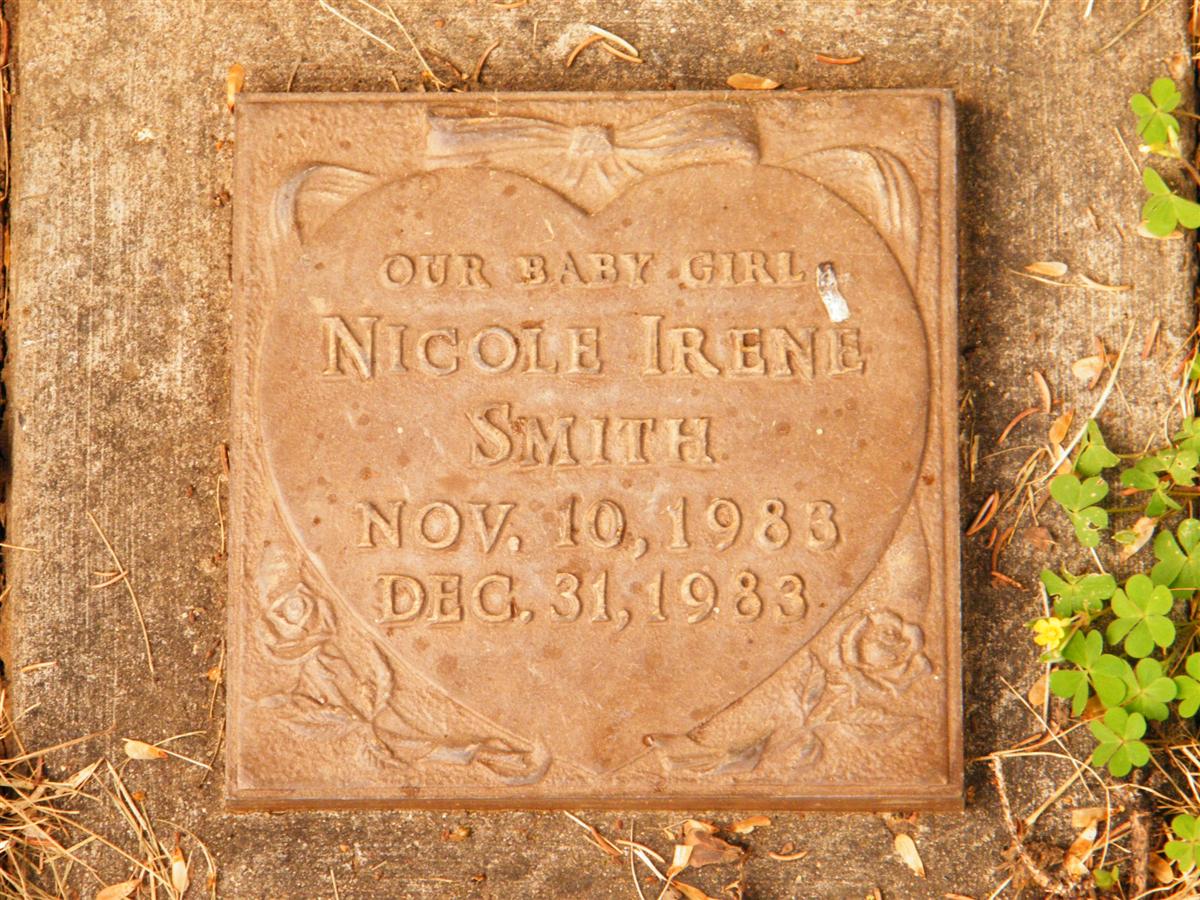 OUR BABY GIRL
NICOLE IRENE
SMITH
NOV. 10, 1983
DEC. 31, 1983